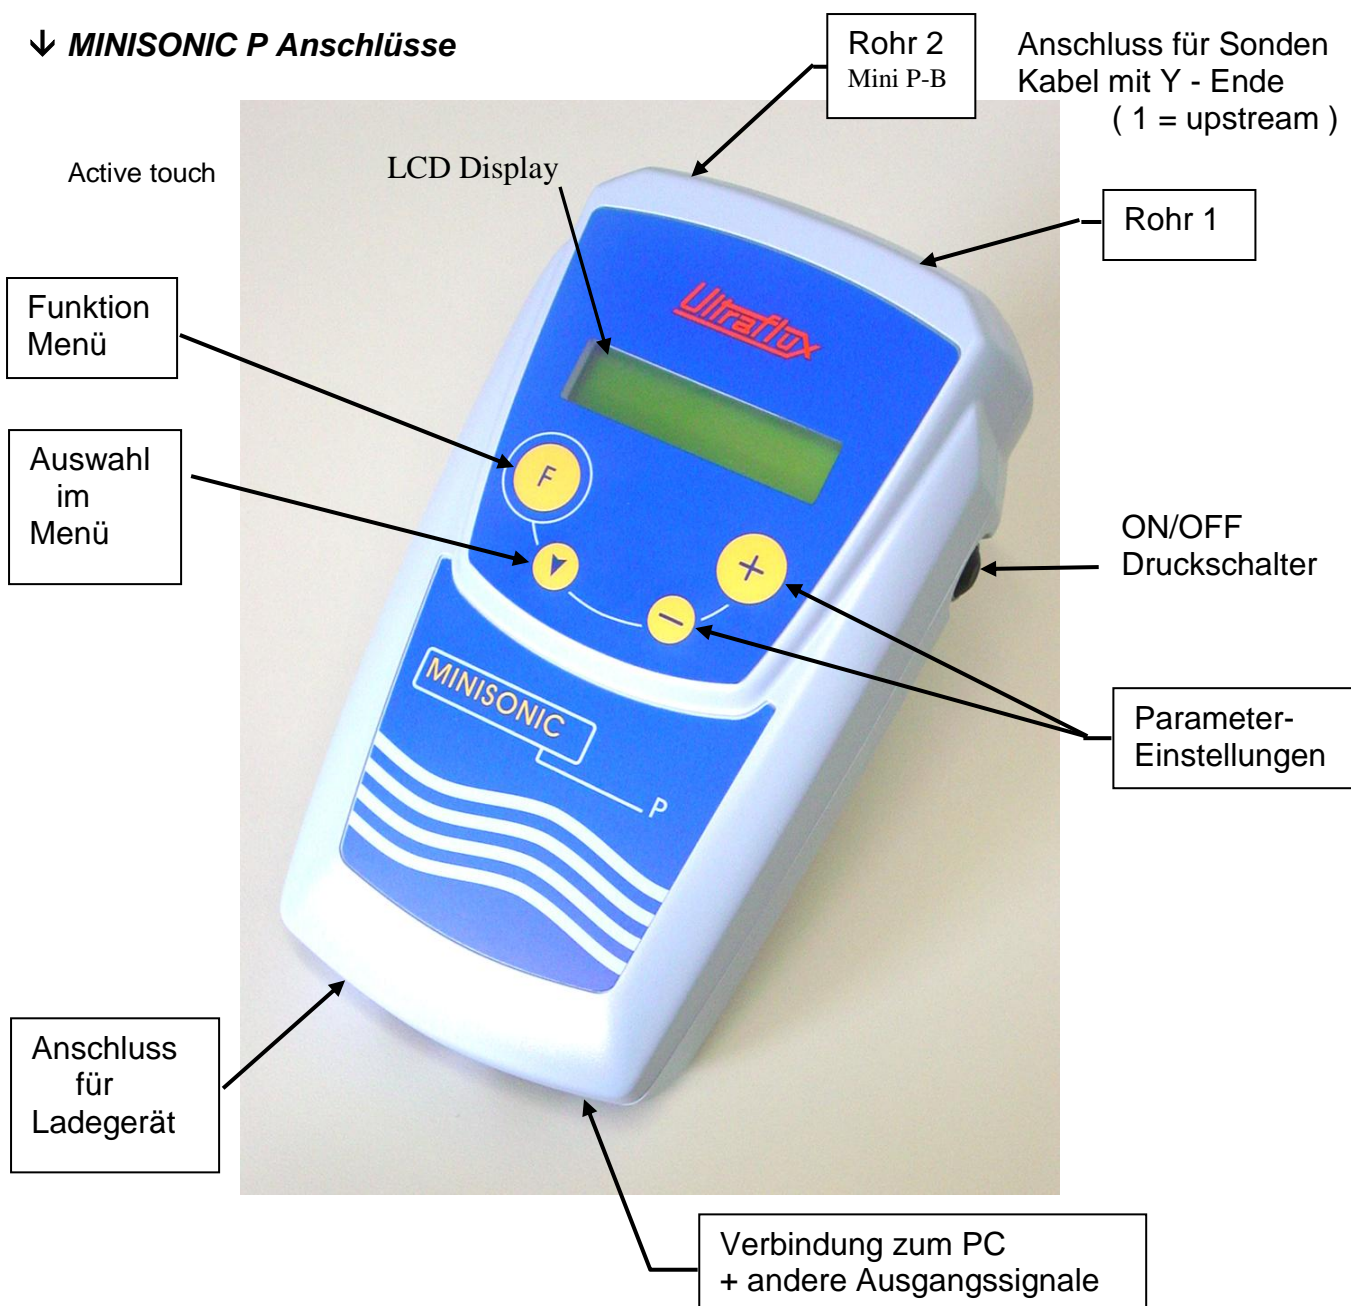 ↓ MINISONIC P Anschlüsse
Rohr 2
Mini P-B
Anschluss für Sonden
Kabel mit Y - Ende
( 1 = upstream )
Active touch
LCD Display
Rohr 1
Ultraflux
Funktion
Menü
F
Auswahl
im
Menü
+
−
ON/OFF
Druckschalter
MINISONIC
P
Parameter-
Einstellungen
Anschluss
für
Ladegerät
Verbindung zum PC
+ andere Ausgangssignale